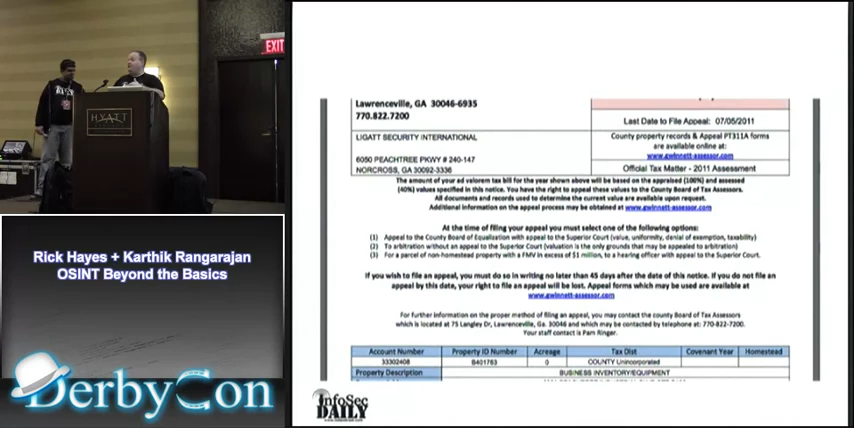 EXIT
HYATT
Rick Hayes + Karthik Rangarajan
OSINT Beyond the Basics
DerbyCon
Lawrenceville, GA 30046-6935
770.822.7200
Last Date to File Appeal: 07/05/2011
LIGATT SECURITY INTERNATIONAL
County property records & Appeal PT311A forms
are available online at:
www.gwinnett-assessor.com
6050 PEACHTREE PKWY # 240-147
NORCROSS, GA 30092-3336
Official Tax Matter - 2011 Assessment
The amount of your ad valorem tax bill for the year shown above will be based on the appraised (100%) and assessed
(40%) values specified in this notice. You have the right to appeal these values to the County Board of Tax Assessors.
All documents and records used to determine the current value are available upon request.
Additional information on the appeal process may be obtained at www.gwinnett-assessor.com
At the time of filing your appeal you must select one of the following options:
(1) Appeal to the County Board of Equalization with appeal to the Superior Court (value, uniformity, denial of exemption, taxability)
(2) To arbitration without an appeal to the Superior Court (valuation is the only grounds that may be appealed to arbitration)
(3) For a parcel of non-homestead property with a FMV in excess of $1 million, to a hearing officer with appeal to the Superior Court.
If you wish to file an appeal, you must do so in writing no later than 45 days after the date of this notice. If you do not file an
appeal by this date, your right to file an appeal will be lost. Appeal forms which may be used are available at
www.gwinnett-assessor.com
For further information on the proper method of filing an appeal, you may contact the county Board of Tax Assessors
which is located at 75 Langley Dr, Lawrenceville, Ga. 30046 and which may be contacted by telephone at: 770-822-7200.
Your staff contact is Pam Ringer.
Account Number Property ID Number Acreage Tax Dist Covenant Year Homestead
33302408 B401763 0 COUNTY Unincorporated
Property Description BUSINESS INVENTORY/EQUIPMENT
InfoSec
DAILY